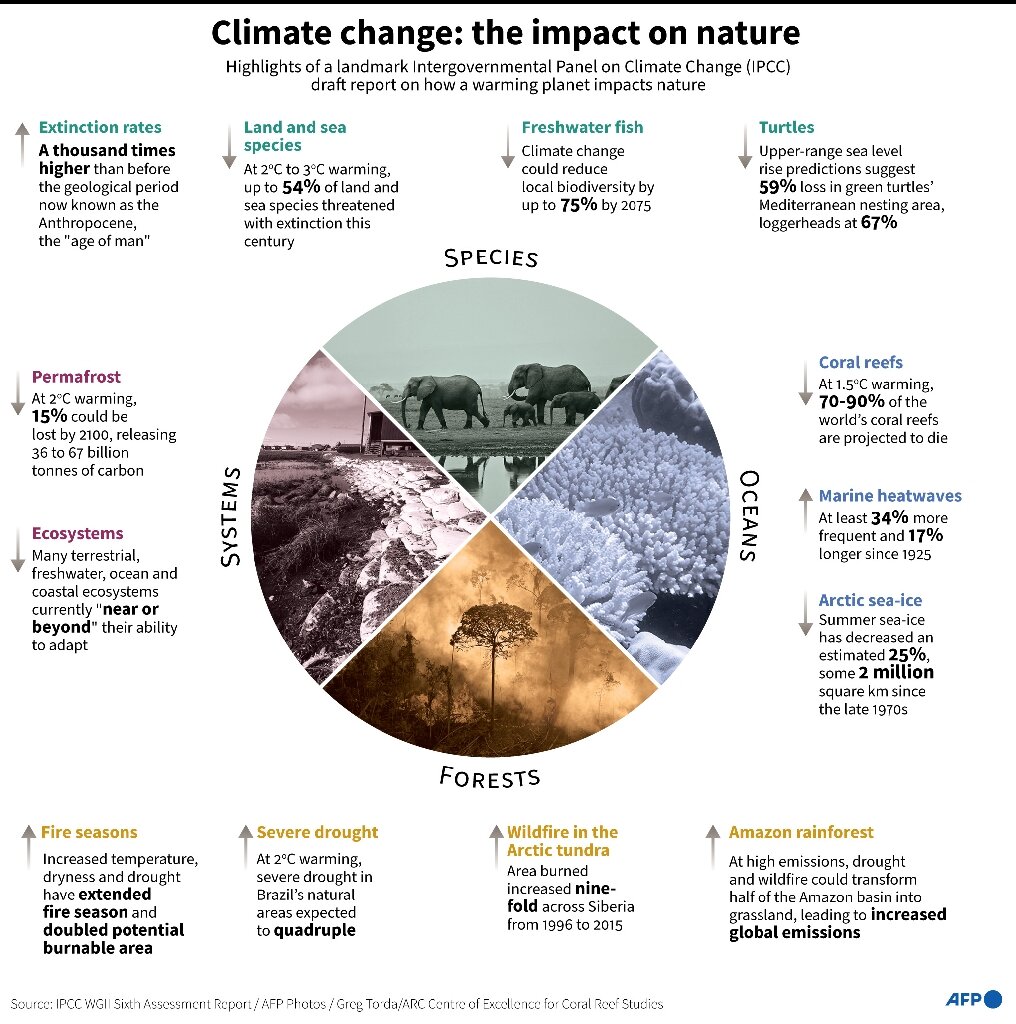 Climate change: the impact on nature
Highlights of a landmark Intergovernmental Panel on Climate Change (IPCC)
draft report on how a warming planet impacts nature
Extinction rates
A thousand times
higher than before
the geological period
now known as the
Anthropocene,
the "age of man"
Land and sea
species
At 2°C to 3°C warming,
up to 54% of land and
sea species threatened
with extinction this
century
Freshwater fish
Climate change
could reduce
local biodiversity by
up to 75% by 2075
Turtles
Upper-range sea level
rise predictions suggest
59% loss in green turtles’
Mediterranean nesting area,
loggerheads at 67%
SPECIES
Permafrost
At 2°C warming,
15% could be
lost by 2100, releasing
36 to 67 billion
tonnes of carbon
Ecosystems
Many terrestrial,
freshwater, ocean and
coastal ecosystems
currently "near or
beyond" their ability
to adapt
SYSTEMS
OCEANS
Coral reefs
At 1.5°C warming,
70-90% of the
world’s coral reefs
are projected to die
Marine heatwaves
At least 34% more
frequent and 17%
longer since 1925
Arctic sea-ice
Summer sea-ice
has decreased an
estimated 25%,
some 2 million
square km since
the late 1970s
FORESTS
Fire seasons
Increased temperature,
dryness and drought
have extended
fire season and
doubled potential
burnable area
Severe drought
At 2°C warming,
severe drought in
Brazil’s natural
areas expected
to quadruple
Wildfire in the
Arctic tundra
Area burned
increased nine-
fold across Siberia
from 1996 to 2015
Amazon rainforest
At high emissions, drought
and wildfire could transform
half of the Amazon basin into
grassland, leading to increased
global emissions
Source: IPCC WGII Sixth Assessment Report / AFP Photos / Greg Torda/ARC Centre of Excellence for Coral Reef Studies
AFP